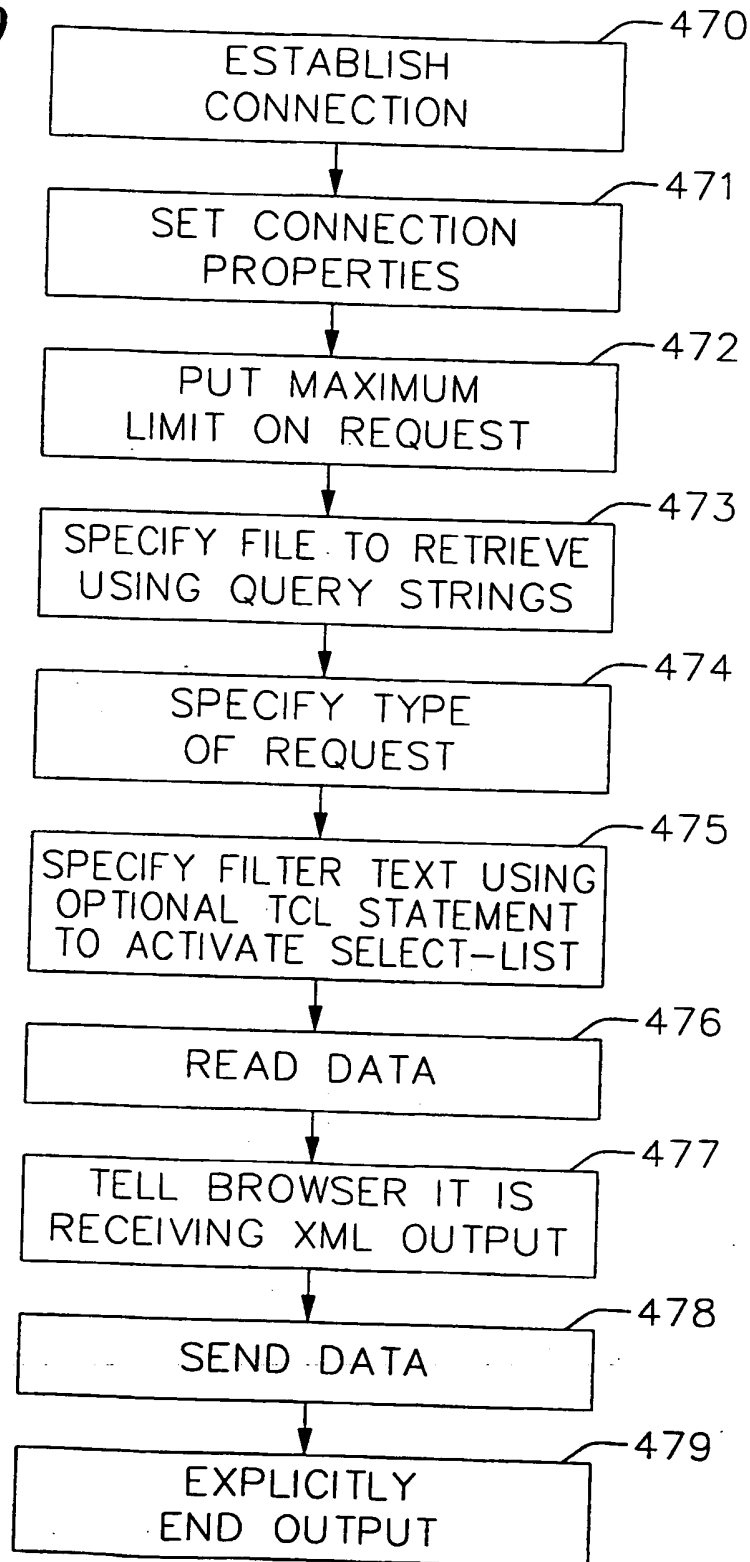 470
ESTABLISH
CONNECTION
471
SET CONNECTION
PROPERTIES
472
PUT MAXIMUM
LIMIT ON REQUEST
473
SPECIFY FILE TO RETRIEVE
USING QUERY STRINGS
474
SPECIFY TYPE
OF REQUEST
475
SPECIFY FILTER TEXT USING
OPTIONAL TCL STATEMENT
TO ACTIVATE SELECT-LIST
476
READ DATA
477
TELL BROWSER IT IS
RECEIVING XML OUTPUT
478
SEND DATA
479
EXPLICITLY
END OUTPUT